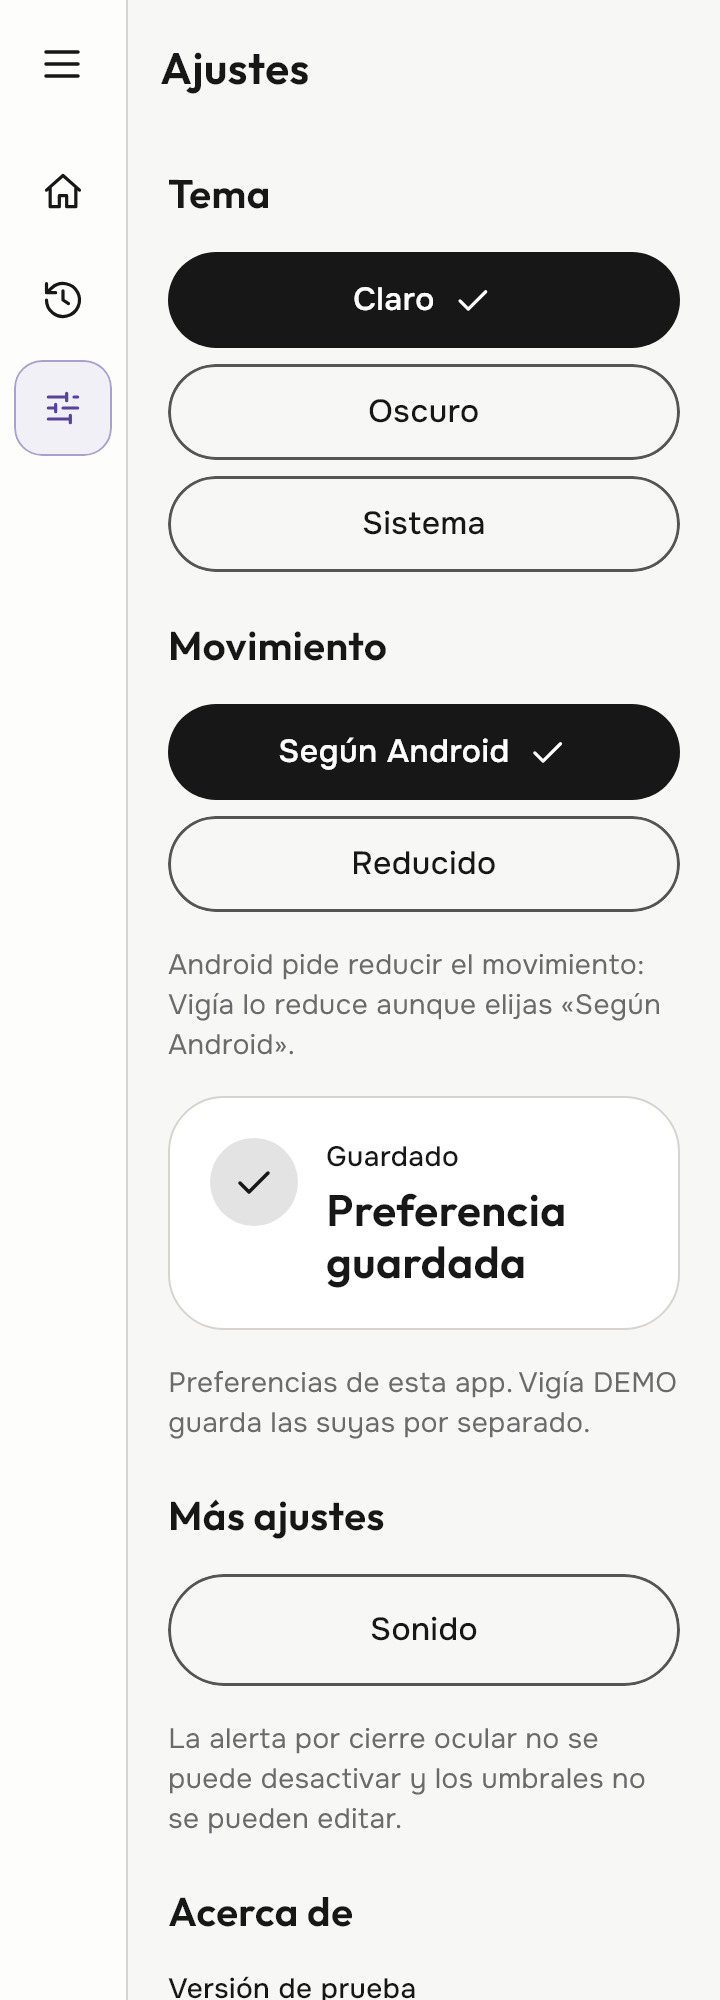 Ajustes
Tema
Claro
Oscuro
Sistema
Movimiento
Según Android
Reducido
Android pide reducir el movimiento:
Vigía lo reduce aunque elijas «Según
Android».
Guardado
Preferencia
guardada
Preferencias de esta app. Vigía DEMO
guarda las suyas por separado.
Más ajustes
Sonido
La alerta por cierre ocular no se
puede desactivar y los umbrales no
se pueden editar.
Acerca de
Versión de prueba